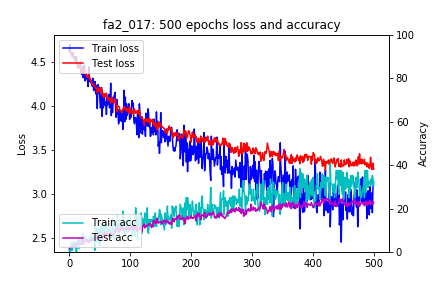 fa2_017: 500 epochs loss and accuracy
Train loss
Test loss
Train acc
Test acc
Loss
4.5
4.0
3.5
3.0
2.5
Accuracy
100
80
60
40
20
0
0 100 200 300 400 500